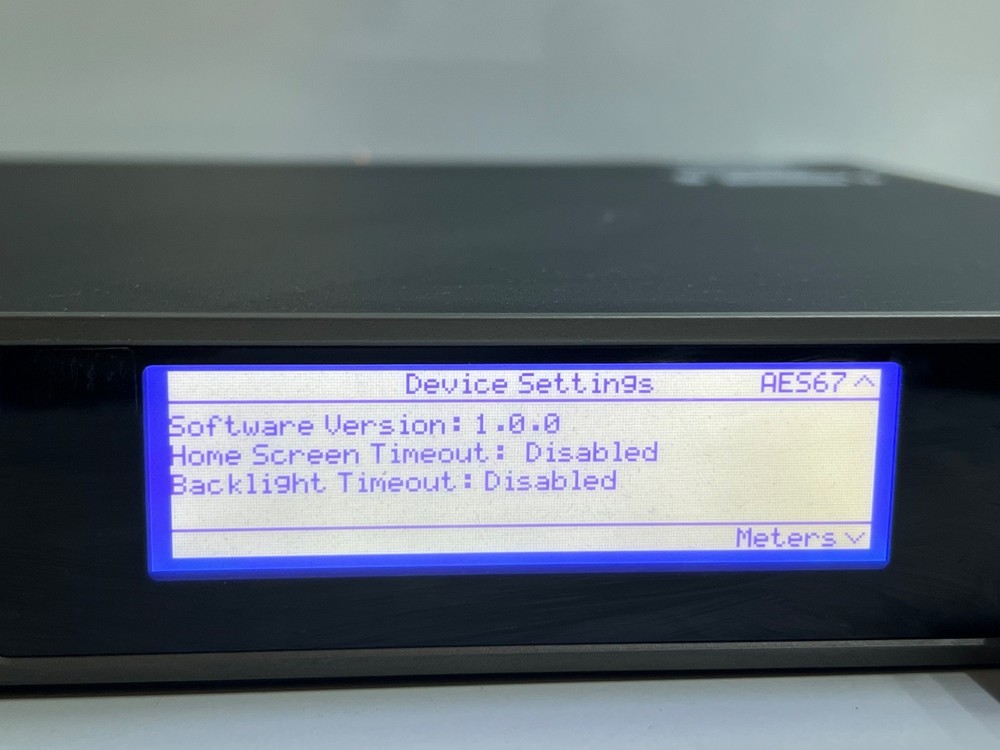 Device Settings AES67
Software Version: 1.0.0
Home Screen Timeout: Disabled
Backlight Timeout: Disabled
Meters